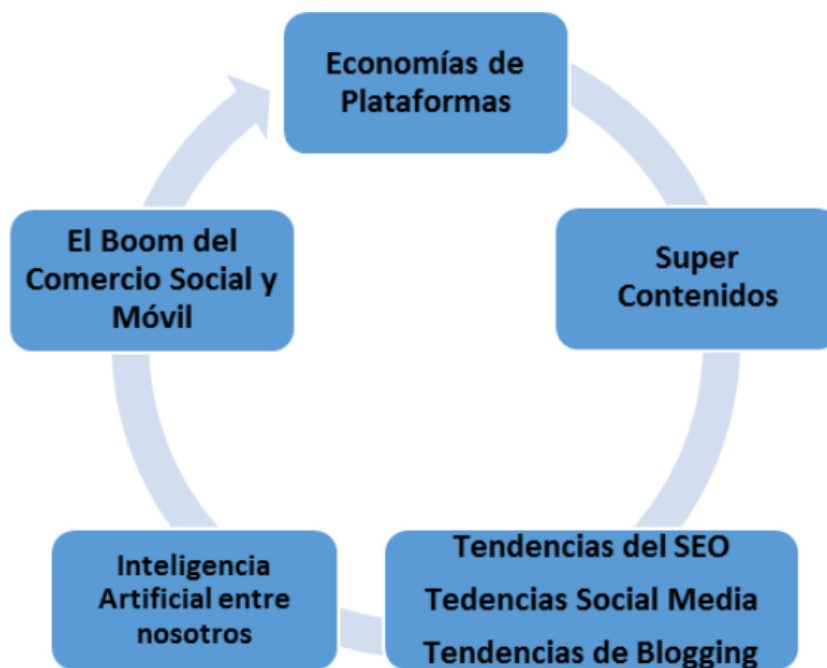 Economías de
Plataformas
Super
Contenidos
Tendencias del SEO
Tedencias Social Media
Tendencias de Blogging
Inteligencia
Artificial entre
nosotros
El Boom del
Comercio Social y
Móvil